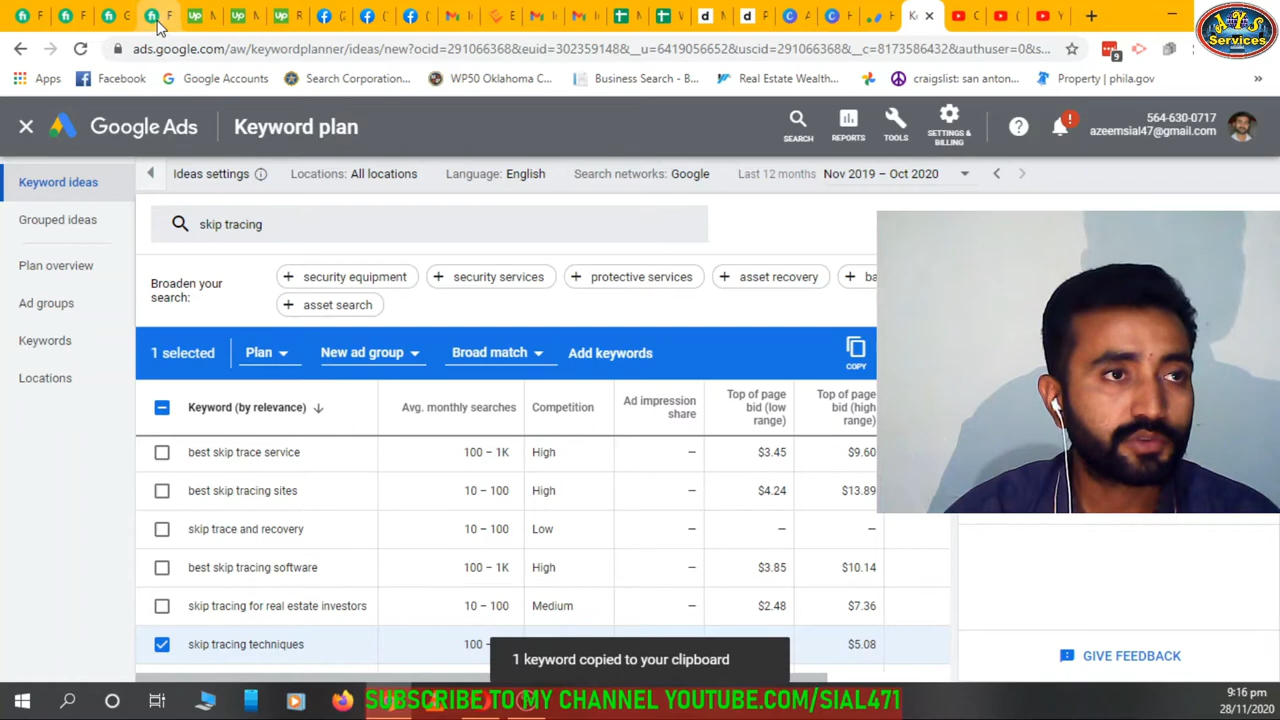 F
F
G
F
M
G
C
A
F
K
C
C
Y
AYS
Services
ads.google.com/aw/keywordplanner/ideas/new?ocid=291066368&euid=302359148&__u=6419056652&uscid=291066368&__c=8173586432&authuser=0&s...
9
Apps
Facebook
Google Accounts
Search Corporation...
WP50 Oklahoma C...
Business Search - B...
Real Estate Wealth...
craigslist: san anton...
Property | phila.gov
»
Google Ads
Keyword plan
SEARCH
REPORTS
TOOLS
SETTINGS &
BILLING
!
564-630-0717
azeemsial47@gmail.com
Keyword ideas
Grouped ideas
Plan overview
Ad groups
Keywords
Locations
Ideas settings
Locations: All locations
Language: English
Search networks: Google
Last 12 months
Nov 2019 – Oct 2020
skip tracing
Broaden your
search:
+ security equipment
+ security services
+ protective services
+ asset recovery
+ ba
+ asset search
1 selected
Plan
New ad group
Broad match
Add keywords
COPY
Keyword (by relevance)
Avg. monthly searches
Competition
Ad impression
share
Top of page
bid (low
range)
Top of page
bid (high
range)
best skip trace service 100 – 1K High – $3.45 $9.60
best skip tracing sites 10 – 100 High – $4.24 $13.89
skip trace and recovery 10 – 100 Low – – –
best skip tracing software 100 – 1K High – $3.85 $10.14
skip tracing for real estate investors 10 – 100 Medium – $2.48 $7.36
skip tracing techniques 100 – $5.08
1 keyword copied to your clipboard
GIVE FEEDBACK
SUBSCRIBE TO MY CHANNEL YOUTUBE.COM/SIAL471
9:16 pm
28/11/2020